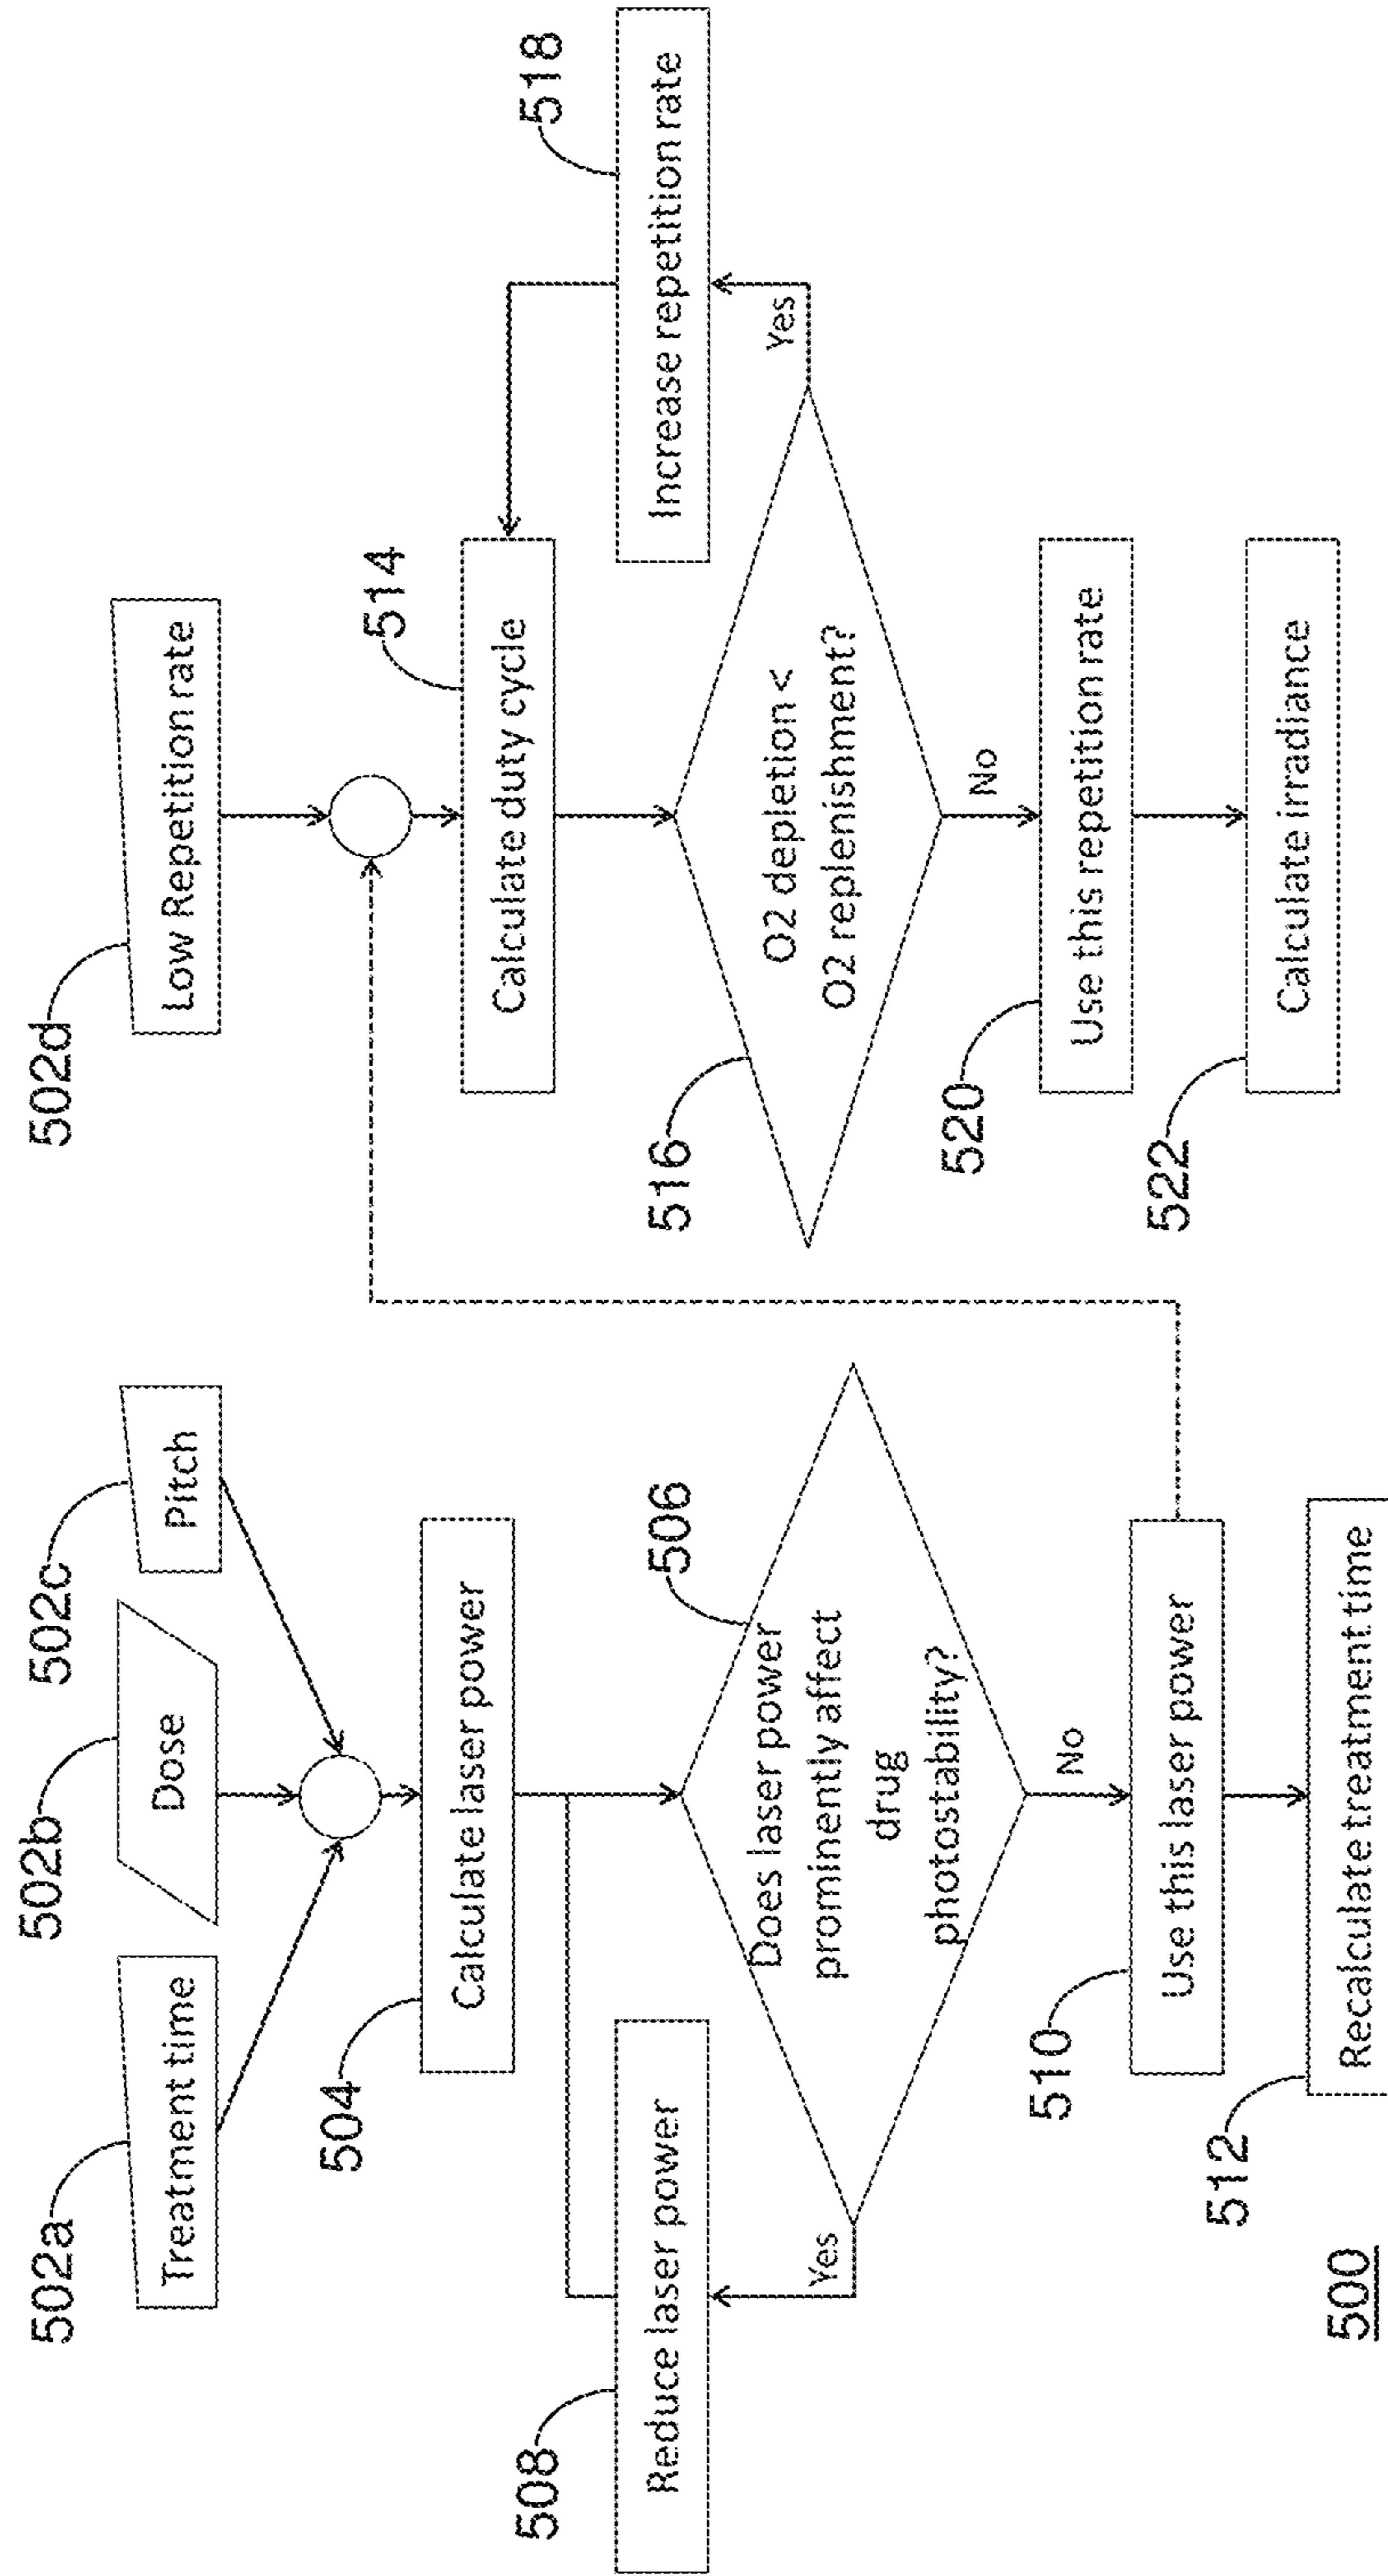 502a
Treatment time
502b
Dose
502c
Pitch
504
Calculate laser power
506
Does laser power
prominently affect
drug
photostability?
Yes
508
Reduce laser power
No
510
Use this laser power
512
Recalculate treatment time
500
502d
Low Repetition rate
514
Calculate duty cycle
516
O2 depletion <
O2 replenishment?
Yes
518
Increase repetition rate
No
520
Use this repetition rate
522
Calculate irradiance